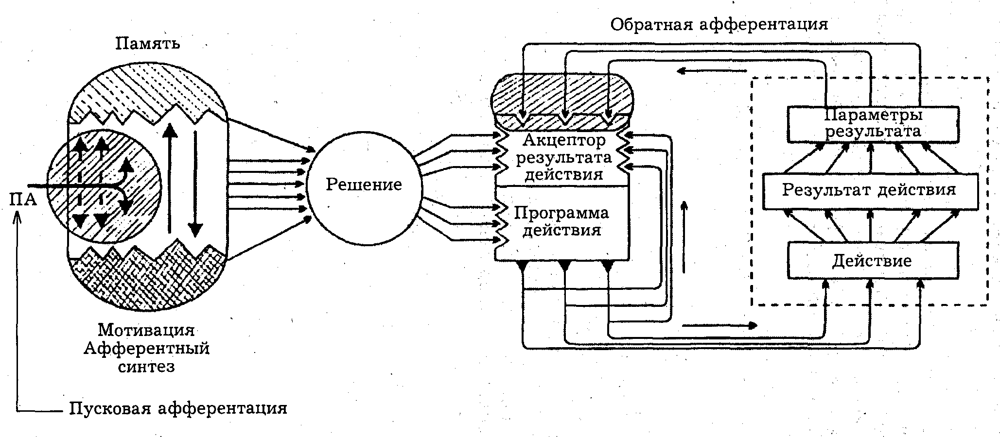 Обратная афферентация
Память
Параметры
результата
Акцептор
результата
действия
Решение
Результат действия
ПА
Программа
действия
Действие
Мотивация
Афферентный
синтез
Пусковая афферентация